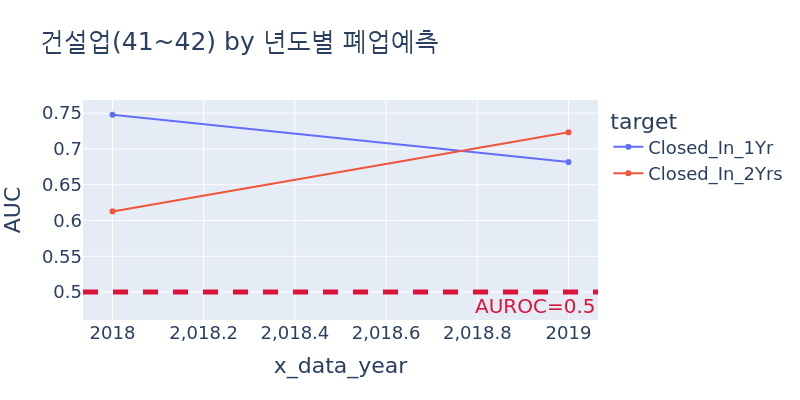 건설업(41~42) by 년도별 폐업예측
target
Closed_In_1Yr
Closed_In_2Yrs
AUC
0.75
0.7
0.65
0.6
0.55
0.5
AUROC=0.5
2018 2,018.2 2,018.4 2,018.6 2,018.8 2019
x_data_year